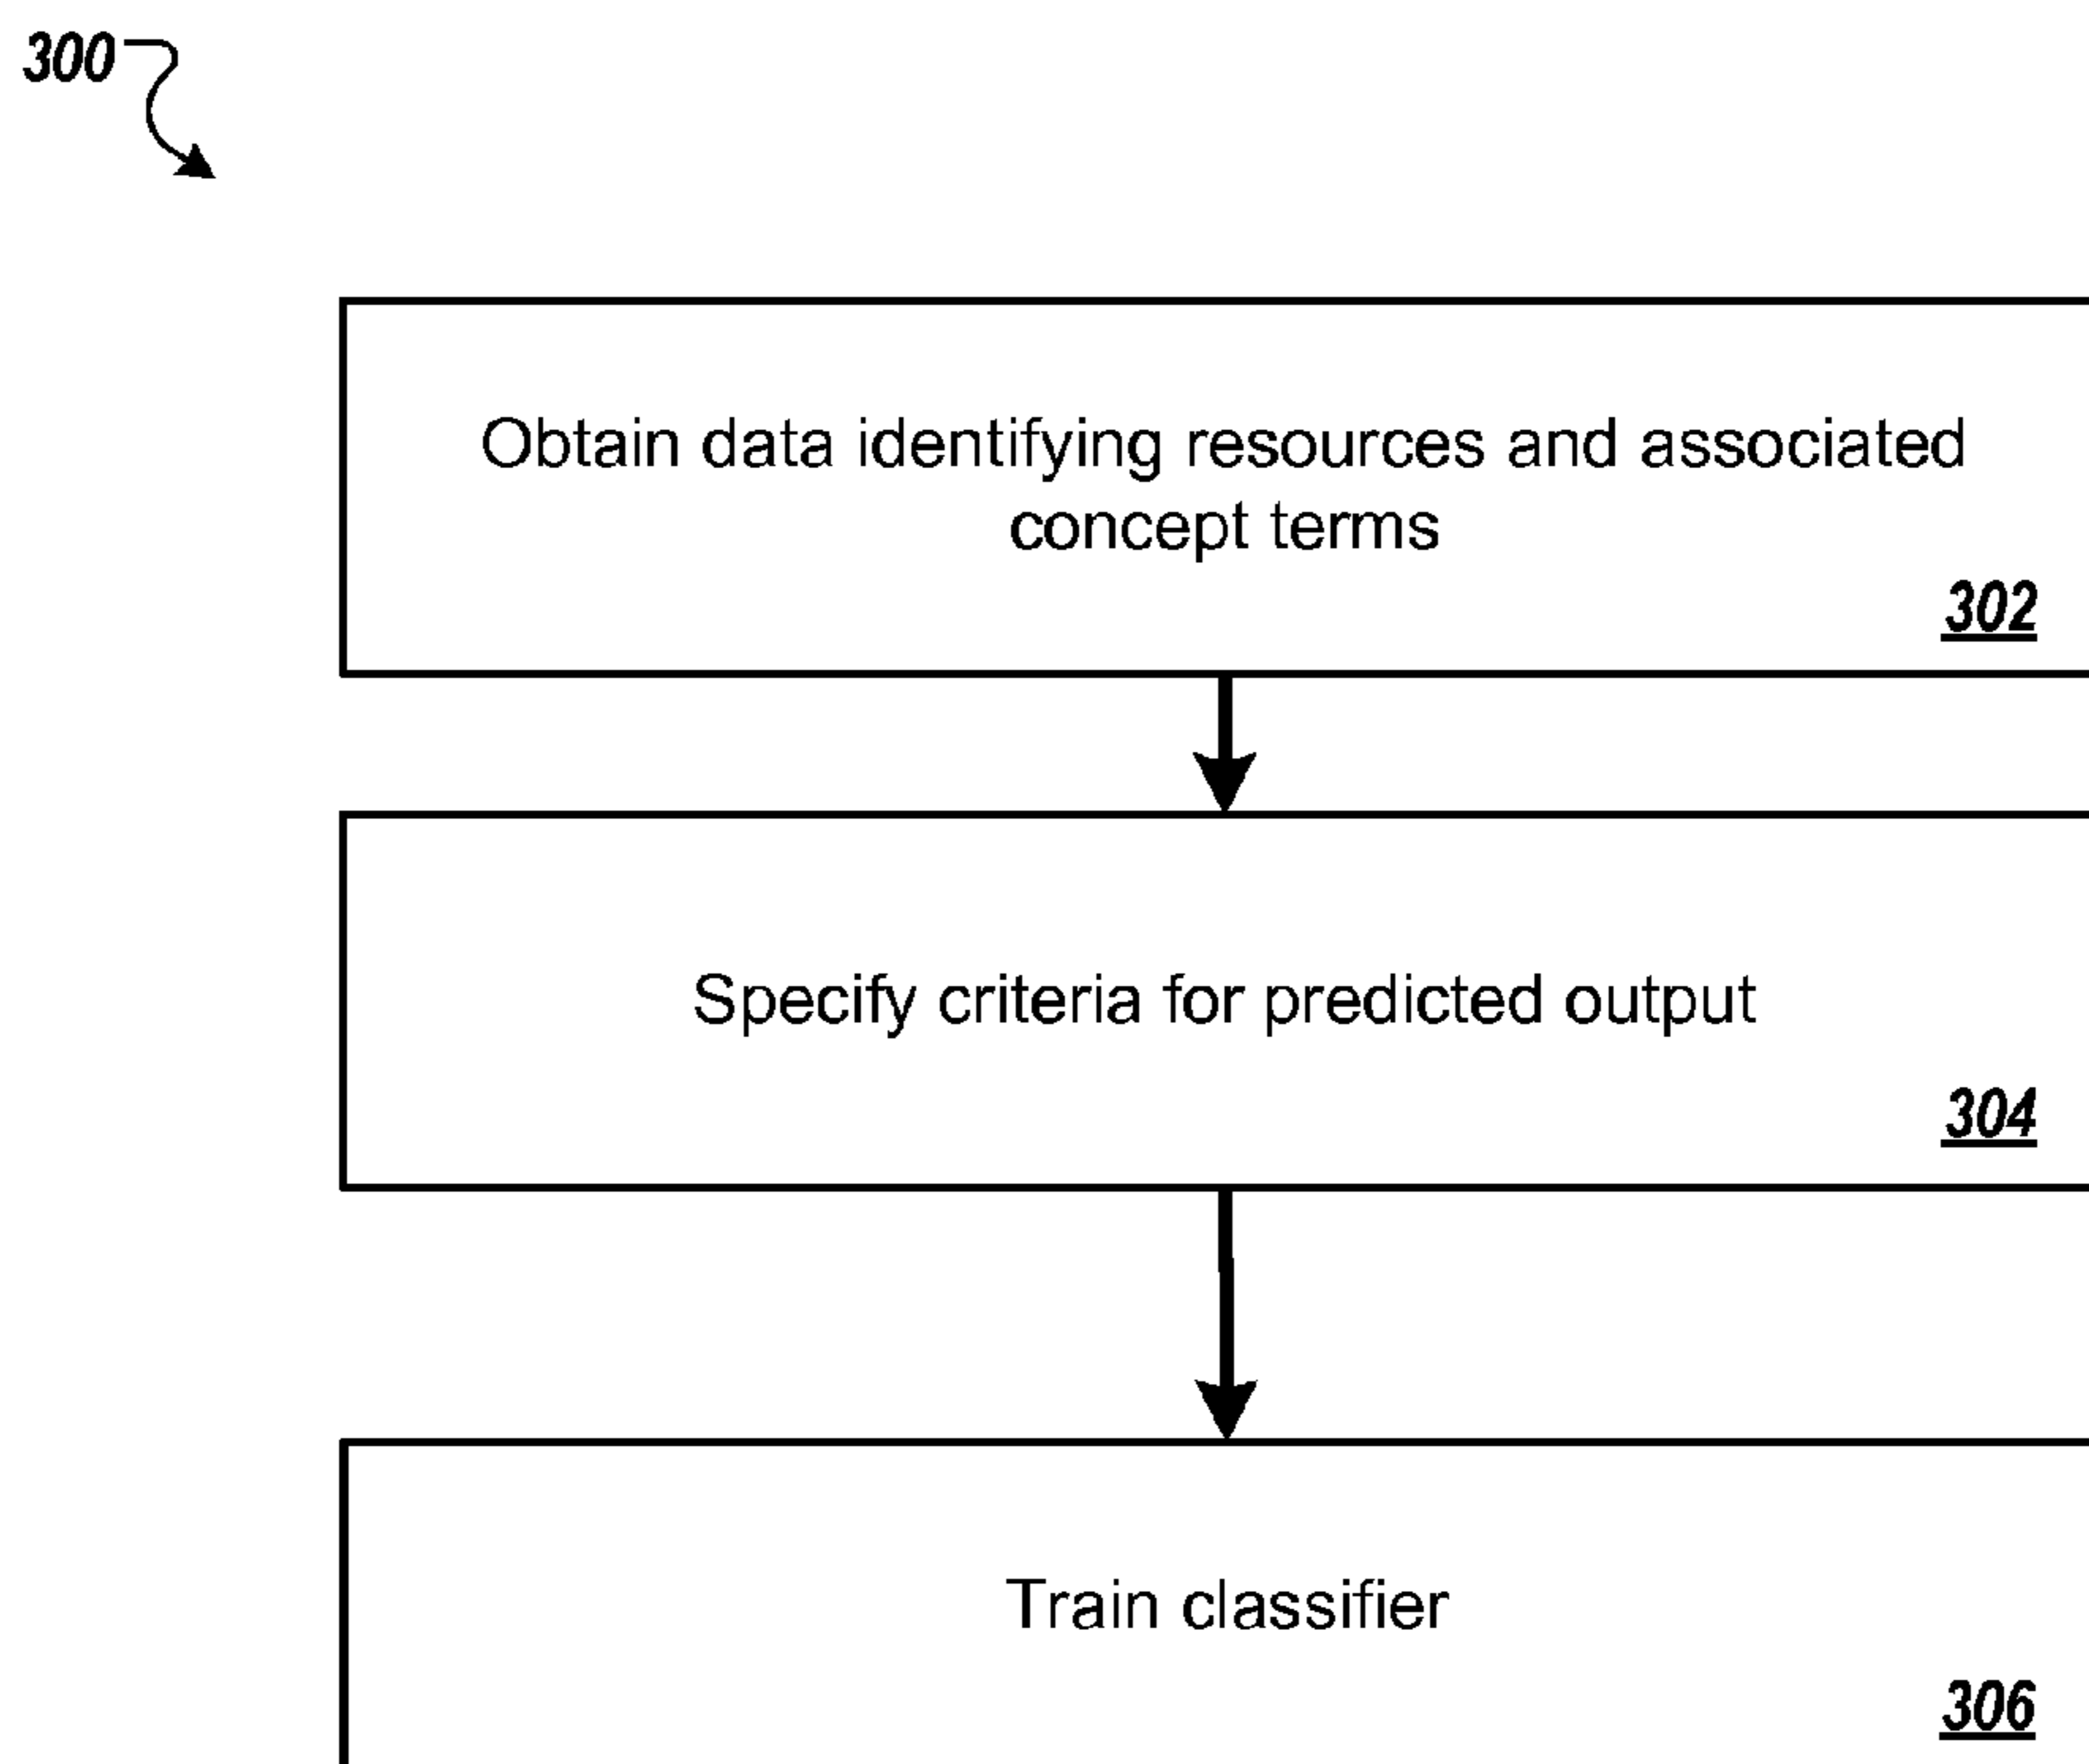 300
Obtain data identifying resources and associated
concept terms
302
Specify criteria for predicted output
304
Train classifier
306